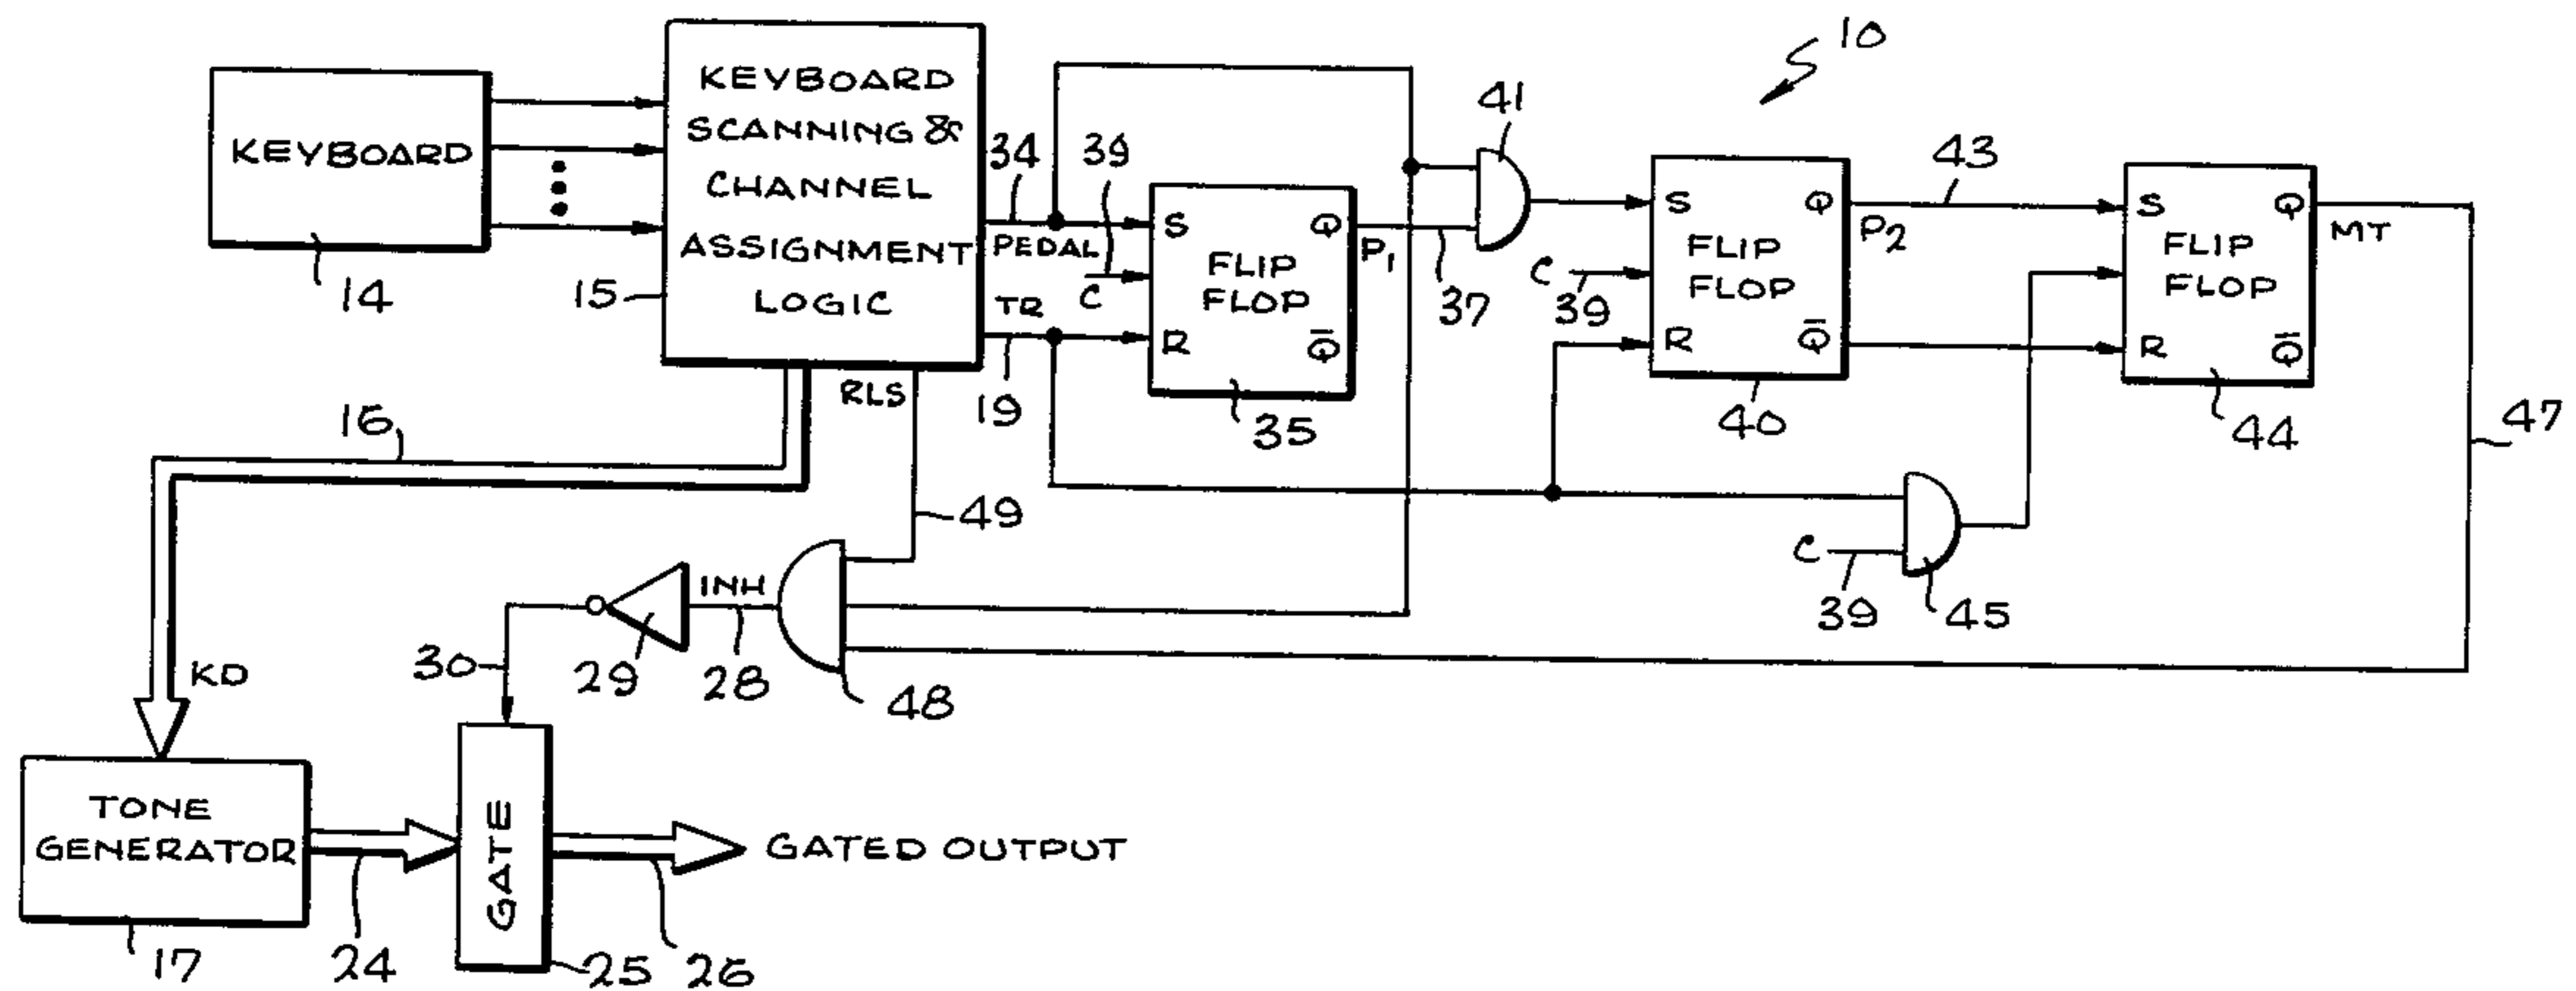 10
KEYBOARD
14
KEYBOARD
SCANNING &
CHANNEL
ASSIGNMENT
LOGIC
15
34
PEDAL
39
C
TR
19
RLS
S
Q
FLIP
FLOP
R
Q̅
35
P1
37
41
S
Q
FLIP
FLOP
C
39
R
Q̅
40
P2
43
S
Q
FLIP
FLOP
R
Q̅
44
MT
47
16
49
C
39
45
INH
30
29
28
48
KD
TONE
GENERATOR
17
24
GATE
25
26
GATED OUTPUT